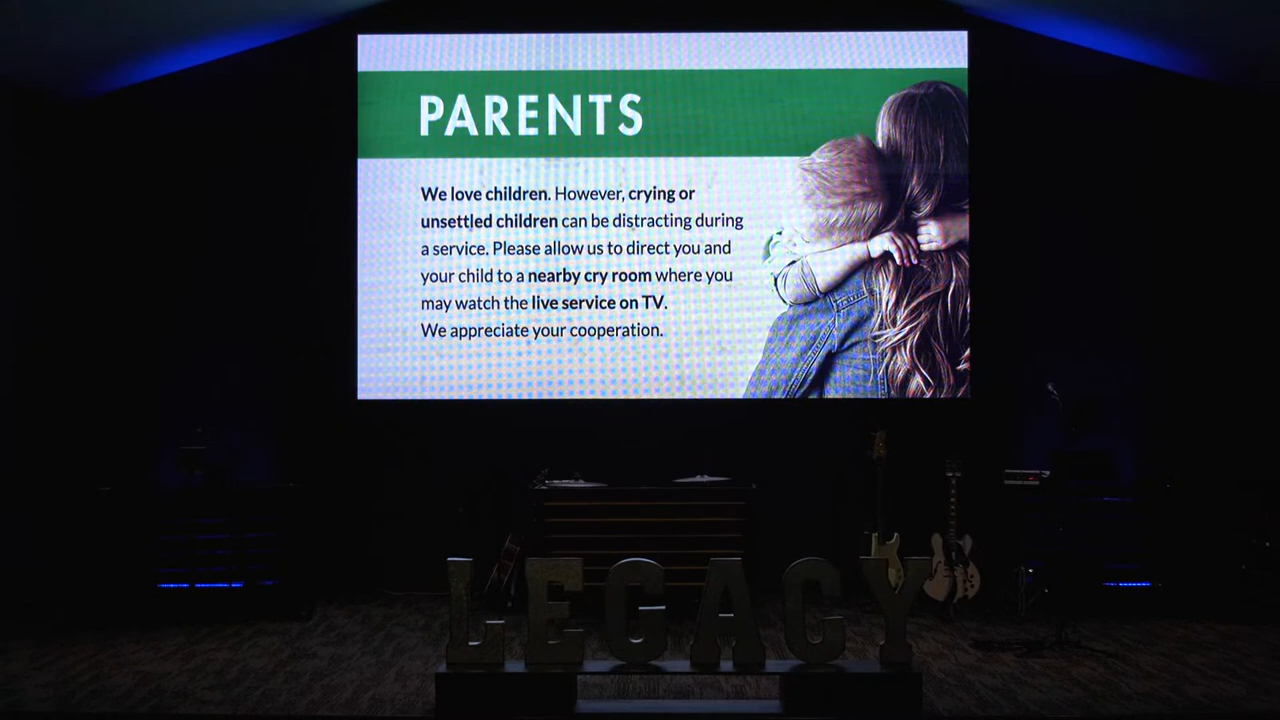 PARENTS
We love children. However, crying or
unsettled children can be distracting during
a service. Please allow us to direct you and
your child to a nearby cry room where you
may watch the live service on TV.
We appreciate your cooperation.
LEGACY